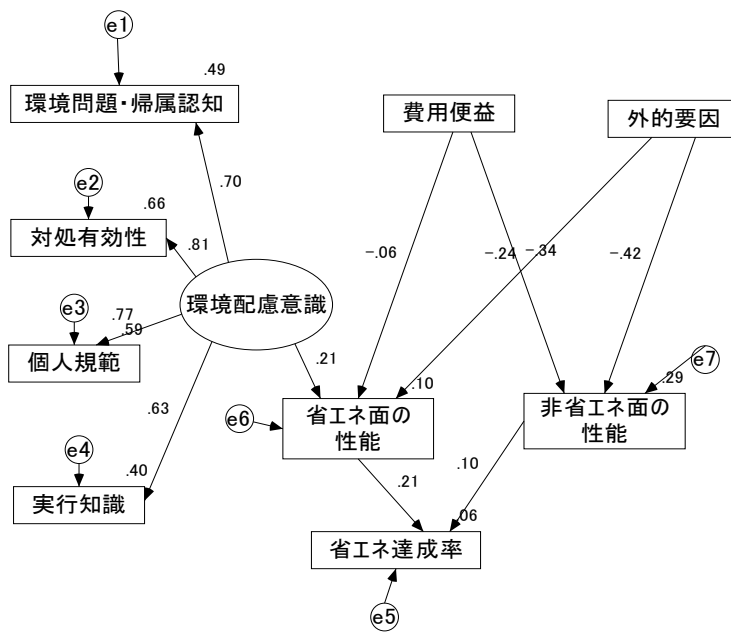 e1
.49
環境問題・帰属認知
費用便益
外的要因
.70
e2
.66
対処有効性
.81
-.06
-.24
-.34
-.42
環境配慮意識
e3
.77
.59
個人規範
.21
.10
.29
e7
.63
省エネ面の
性能
非省エネ面の
性能
e6
e4
.40
実行知識
.21
.10
.06
省エネ達成率
e5